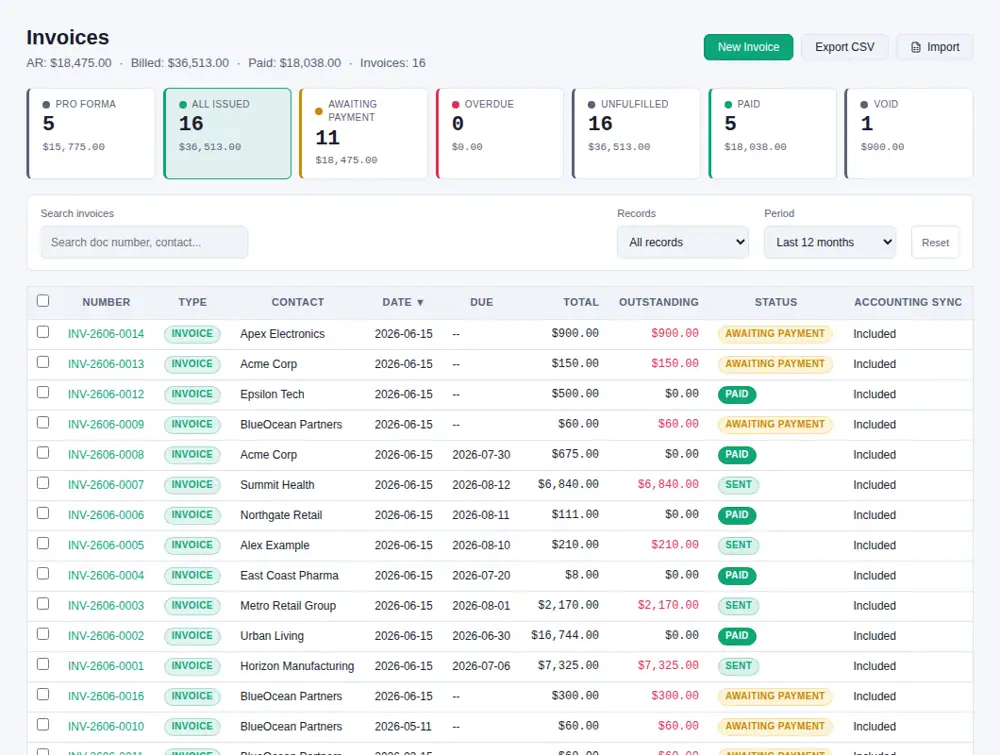 Invoices
AR: $18,475.00 · Billed: $36,513.00 · Paid: $18,038.00 · Invoices: 16
New Invoice
Export CSV
Import
PRO FORMA
5
$15,775.00
ALL ISSUED
16
$36,513.00
AWAITING
PAYMENT
11
$18,475.00
OVERDUE
0
$0.00
UNFULFILLED
16
$36,513.00
PAID
5
$18,038.00
VOID
1
$900.00
Search invoices
Search doc number, contact...
Records
All records
Period
Last 12 months
Reset
NUMBER TYPE CONTACT DATE ▼ DUE TOTAL OUTSTANDING STATUS ACCOUNTING SYNC
INV-2606-0014 INVOICE Apex Electronics 2026-06-15 -- $900.00 $900.00 AWAITING PAYMENT Included
INV-2606-0013 INVOICE Acme Corp 2026-06-15 -- $150.00 $150.00 AWAITING PAYMENT Included
INV-2606-0012 INVOICE Epsilon Tech 2026-06-15 -- $500.00 $0.00 PAID Included
INV-2606-0009 INVOICE BlueOcean Partners 2026-06-15 -- $60.00 $60.00 AWAITING PAYMENT Included
INV-2606-0008 INVOICE Acme Corp 2026-06-15 2026-07-30 $675.00 $0.00 PAID Included
INV-2606-0007 INVOICE Summit Health 2026-06-15 2026-08-12 $6,840.00 $6,840.00 SENT Included
INV-2606-0006 INVOICE Northgate Retail 2026-06-15 2026-08-11 $111.00 $0.00 PAID Included
INV-2606-0005 INVOICE Alex Example 2026-06-15 2026-08-10 $210.00 $210.00 SENT Included
INV-2606-0004 INVOICE East Coast Pharma 2026-06-15 2026-07-20 $8.00 $0.00 PAID Included
INV-2606-0003 INVOICE Metro Retail Group 2026-06-15 2026-08-01 $2,170.00 $2,170.00 SENT Included
INV-2606-0002 INVOICE Urban Living 2026-06-15 2026-06-30 $16,744.00 $0.00 PAID Included
INV-2606-0001 INVOICE Horizon Manufacturing 2026-06-15 2026-07-06 $7,325.00 $7,325.00 SENT Included
INV-2606-0016 INVOICE BlueOcean Partners 2026-06-15 -- $300.00 $300.00 AWAITING PAYMENT Included
INV-2606-0010 INVOICE BlueOcean Partners 2026-05-11 -- $60.00 $60.00 AWAITING PAYMENT Included
INVOICE BlueOcean Partners $60.00 $60.00 AWAITING PAYMENT Included